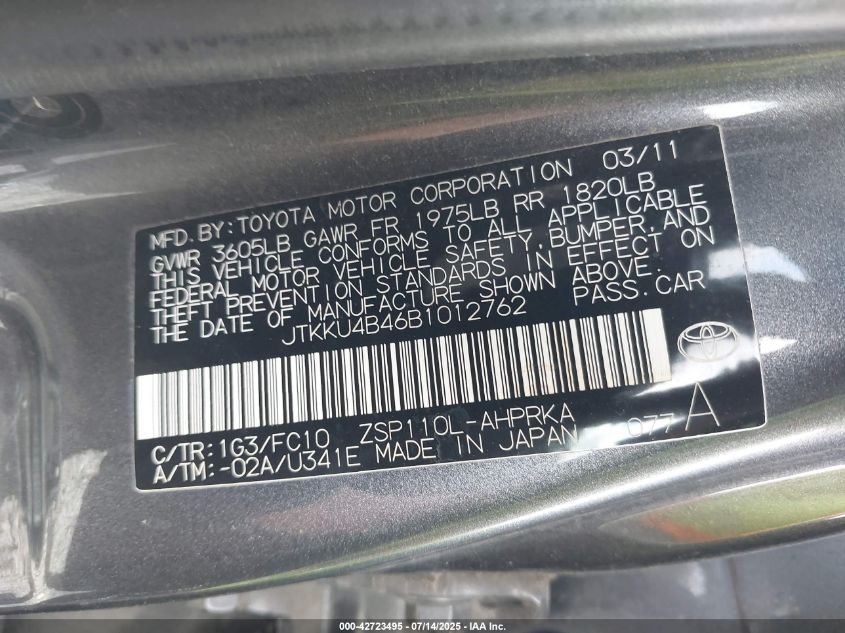 MFD. BY: TOYOTA MOTOR CORPORATION 03/11
GVWR 3605LB GAWR FR 1975LB RR 1820LB
THIS VEHICLE CONFORMS TO ALL APPLICABLE
FEDERAL MOTOR VEHICLE SAFETY, BUMPER, AND
THEFT PREVENTION STANDARDS IN EFFECT ON
THE DATE OF MANUFACTURE SHOWN ABOVE.
JTKKU4B46B1012762 PASS. CAR
C/TR: 1G3/FC10 ZSP110L-AHPRKA
A/TM: -02A/U341E MADE IN JAPAN 077 A
000-42723495 - 07/14/2025 - IAA Inc.